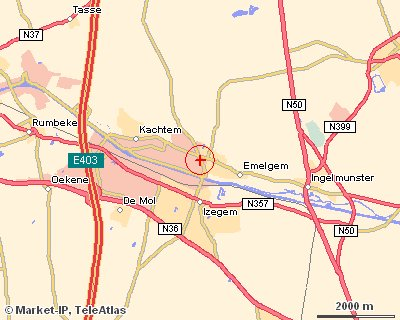 Tasse
N37
N50
N399
Rumbeke
Kachtem
E403
Emelgem
Oekene
Ingelmunster
De Mol
Izegem
N357
N36
N50
© Market-IP, TeleAtlas
2000 m